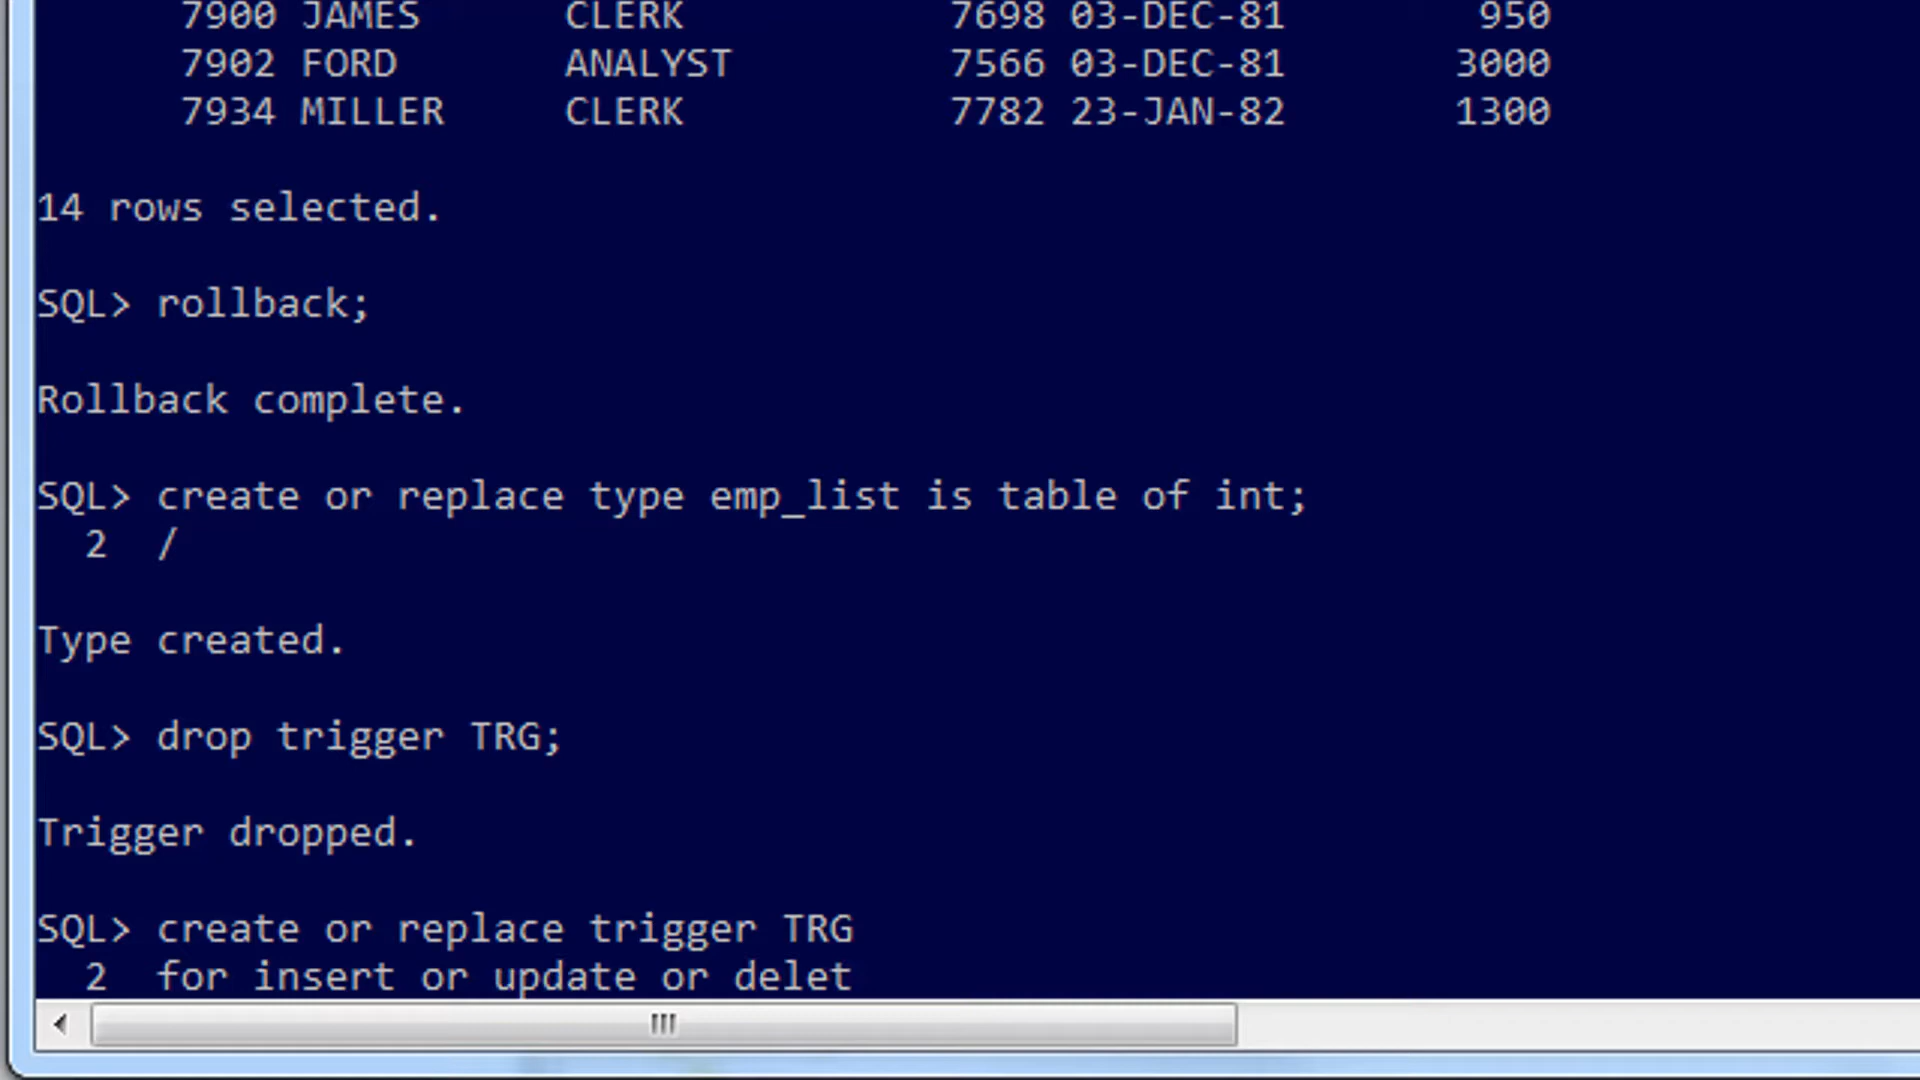 7900 JAMES CLERK 7698 03-DEC-81 950
7902 FORD ANALYST 7566 03-DEC-81 3000
7934 MILLER CLERK 7782 23-JAN-82 1300
14 rows selected.
SQL> rollback;
Rollback complete.
SQL> create or replace type emp_list is table of int;
2 /
Type created.
SQL> drop trigger TRG;
Trigger dropped.
SQL> create or replace trigger TRG
2 for insert or update or delet